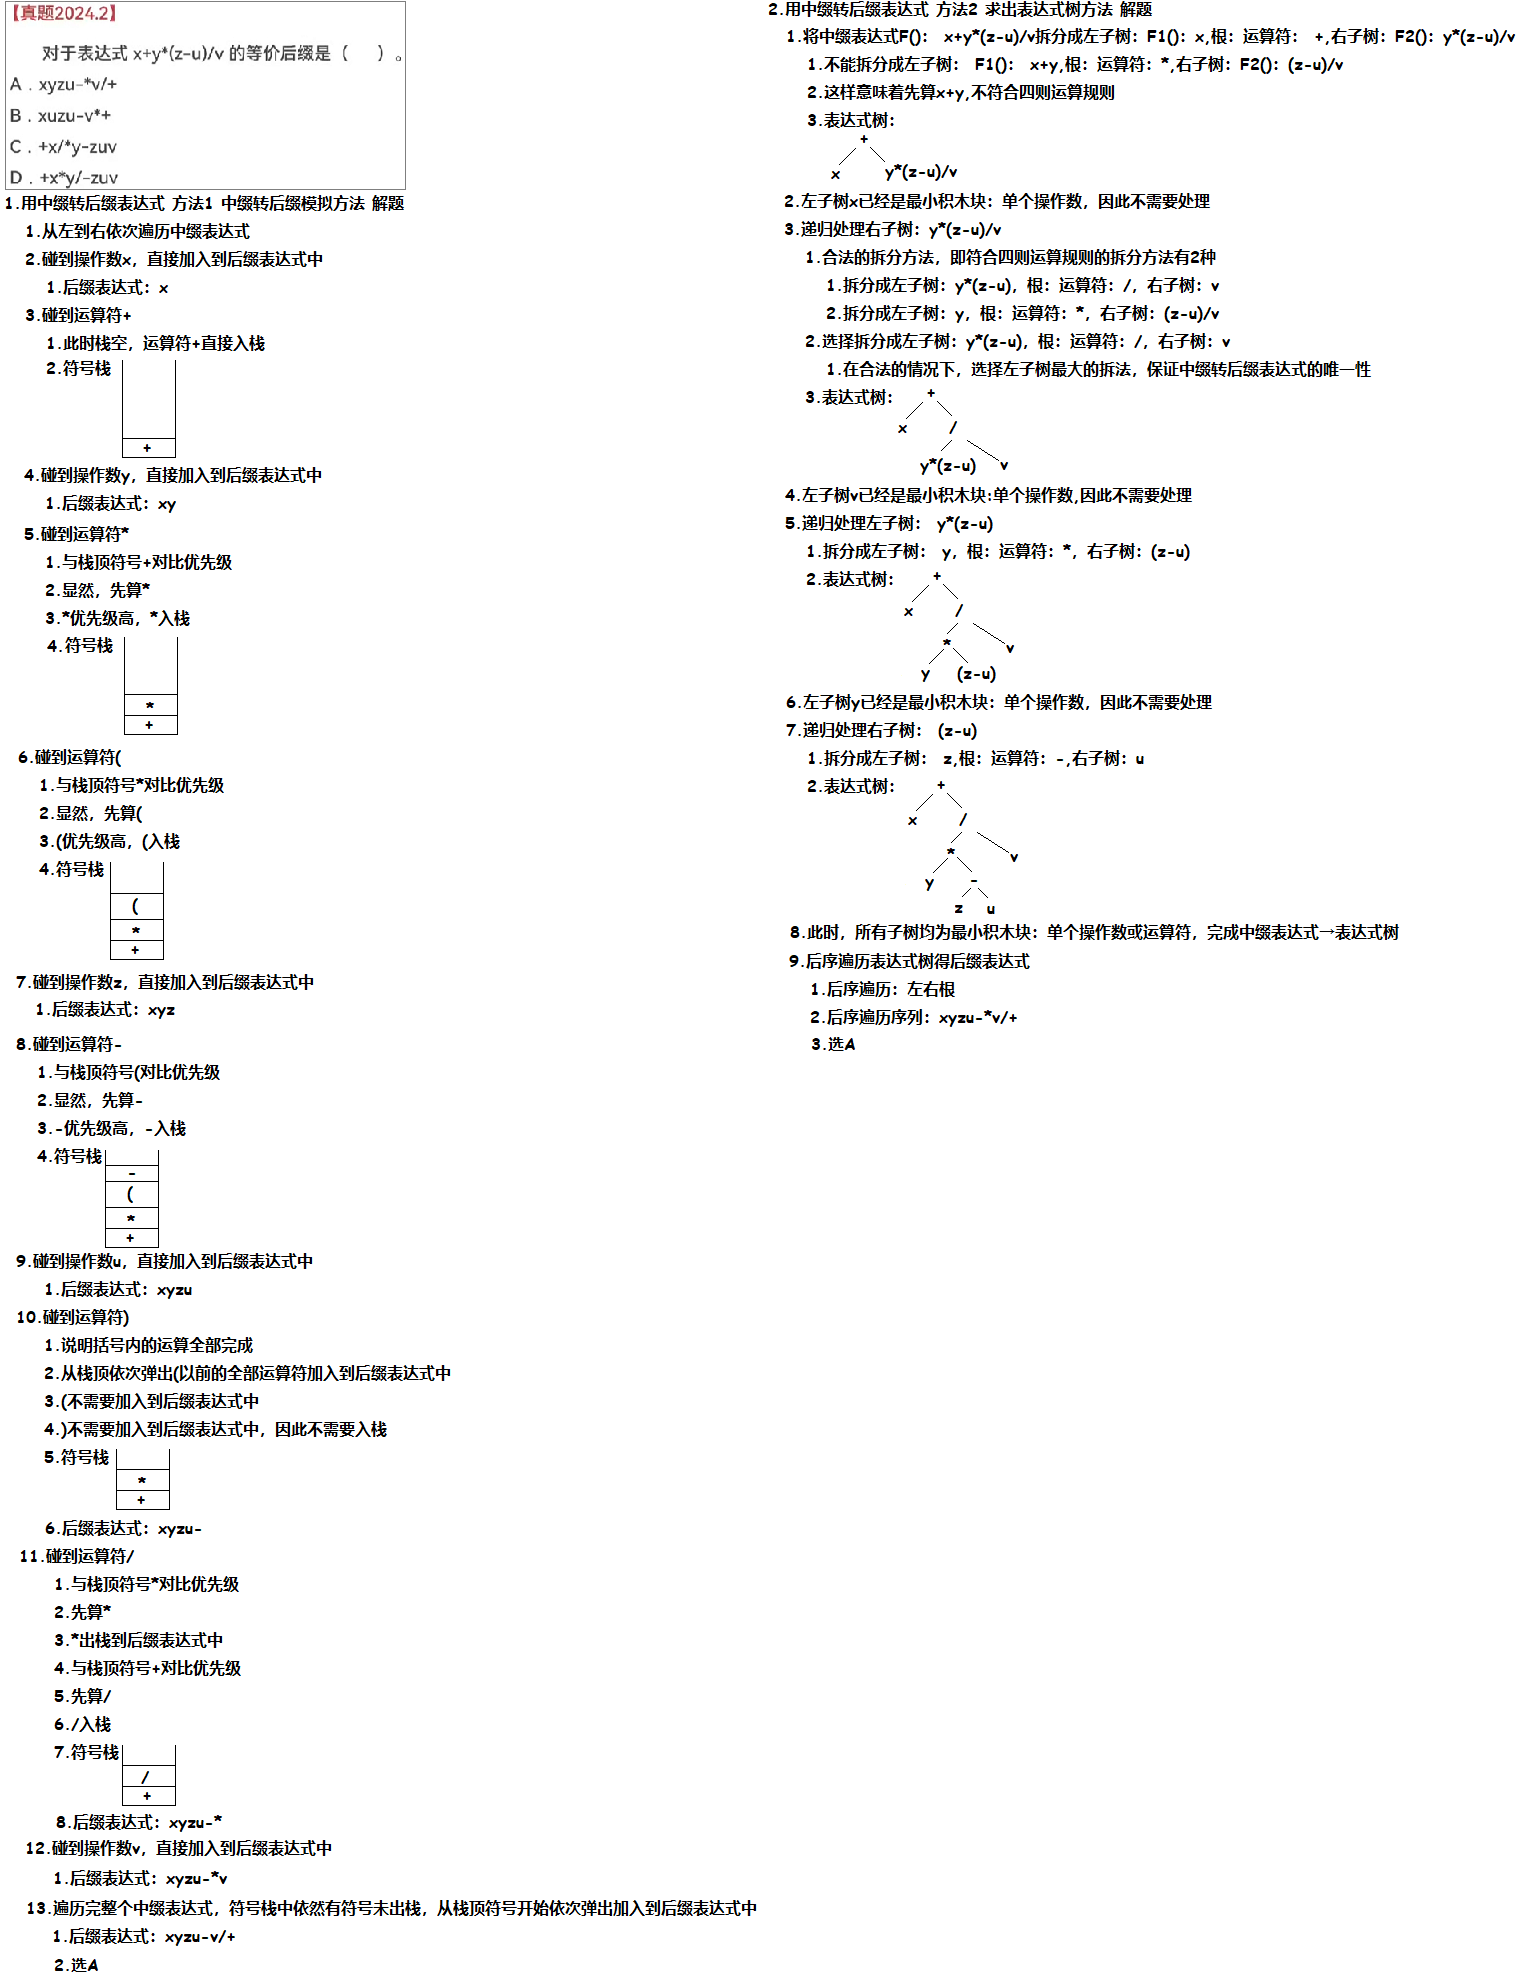 【真题2024.2】
对于表达式 x+y*(z-u)/v 的等价后缀是（　　）。
A．xyzu-*v/+
B．xuzu-v*+
C．+x/*y-zuv
D．+x*y/-zuv
1.用中缀转后缀表达式 方法1 中缀转后缀模拟方法 解题
1.从左到右依次遍历中缀表达式
2.碰到操作数x，直接加入到后缀表达式中
1.后缀表达式：x
3.碰到运算符+
1.此时栈空，运算符+直接入栈
2.符号栈
+
4.碰到操作数y，直接加入到后缀表达式中
1.后缀表达式：xy
5.碰到运算符*
1.与栈顶符号+对比优先级
2.显然，先算*
3.*优先级高，*入栈
4.符号栈
*
+
6.碰到运算符(
1.与栈顶符号*对比优先级
2.显然，先算(
3.(优先级高，(入栈
4.符号栈
(
*
+
7.碰到操作数z，直接加入到后缀表达式中
1.后缀表达式：xyz
8.碰到运算符-
1.与栈顶符号(对比优先级
2.显然，先算-
3.-优先级高，-入栈
4.符号栈
-
(
*
+
9.碰到操作数u，直接加入到后缀表达式中
1.后缀表达式：xyzu
10.碰到运算符)
1.说明括号内的运算全部完成
2.从栈顶依次弹出(以前的全部运算符加入到后缀表达式中
3.(不需要加入到后缀表达式中
4.)不需要加入到后缀表达式中，因此不需要入栈
5.符号栈
*
+
6.后缀表达式：xyzu-
11.碰到运算符/
1.与栈顶符号*对比优先级
2.先算*
3.*出栈到后缀表达式中
4.与栈顶符号+对比优先级
5.先算/
6./入栈
7.符号栈
/
+
8.后缀表达式：xyzu-*
12.碰到操作数v，直接加入到后缀表达式中
1.后缀表达式：xyzu-*v
13.遍历完整个中缀表达式，符号栈中依然有符号未出栈，从栈顶符号开始依次弹出加入到后缀表达式中
1.后缀表达式：xyzu-v/+
2.选A
2.用中缀转后缀表达式 方法2 求出表达式树方法 解题
1.将中缀表达式F()： x+y*(z-u)/v拆分成左子树：F1()：x,根：运算符： +,右子树：F2()：y*(z-u)/v
1.不能拆分成左子树： F1()： x+y,根：运算符：*,右子树：F2()：(z-u)/v
2.这样意味着先算x+y,不符合四则运算规则
3.表达式树：
+
x y*(z-u)/v
2.左子树x已经是最小积木块：单个操作数，因此不需要处理
3.递归处理右子树：y*(z-u)/v
1.合法的拆分方法，即符合四则运算规则的拆分方法有2种
1.拆分成左子树：y*(z-u)，根：运算符：/，右子树：v
2.拆分成左子树：y，根：运算符：*，右子树：(z-u)/v
2.选择拆分成左子树：y*(z-u)，根：运算符：/，右子树：v
1.在合法的情况下，选择左子树最大的拆法，保证中缀转后缀表达式的唯一性
3.表达式树：
+
x /
y*(z-u) v
4.左子树v已经是最小积木块:单个操作数,因此不需要处理
5.递归处理左子树： y*(z-u)
1.拆分成左子树： y，根：运算符：*，右子树：(z-u)
2.表达式树：
+
x /
* v
y (z-u)
6.左子树y已经是最小积木块：单个操作数，因此不需要处理
7.递归处理右子树： (z-u)
1.拆分成左子树： z,根：运算符：-,右子树：u
2.表达式树：
+
x /
* v
y -
z u
8.此时，所有子树均为最小积木块：单个操作数或运算符，完成中缀表达式→表达式树
9.后序遍历表达式树得后缀表达式
1.后序遍历：左右根
2.后序遍历序列：xyzu-*v/+
3.选A